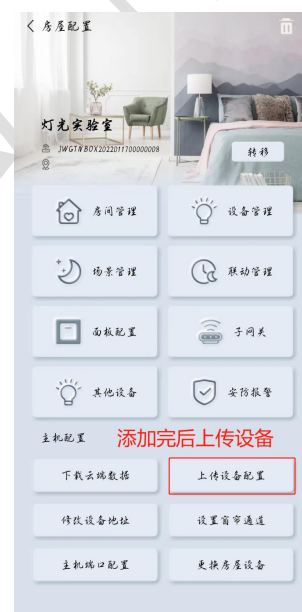 房屋配置
灯光实验室
JWGTNBOX2022011700000009
转移
房间管理 设备管理
场景管理 联动管理
面板配置 子网关
其他设备 安防报警
主机配置 添加完后上传设备
下载云端数据 上传设备配置
修改设备地址 设置窗帘通道
主机端口配置 更换房屋设备